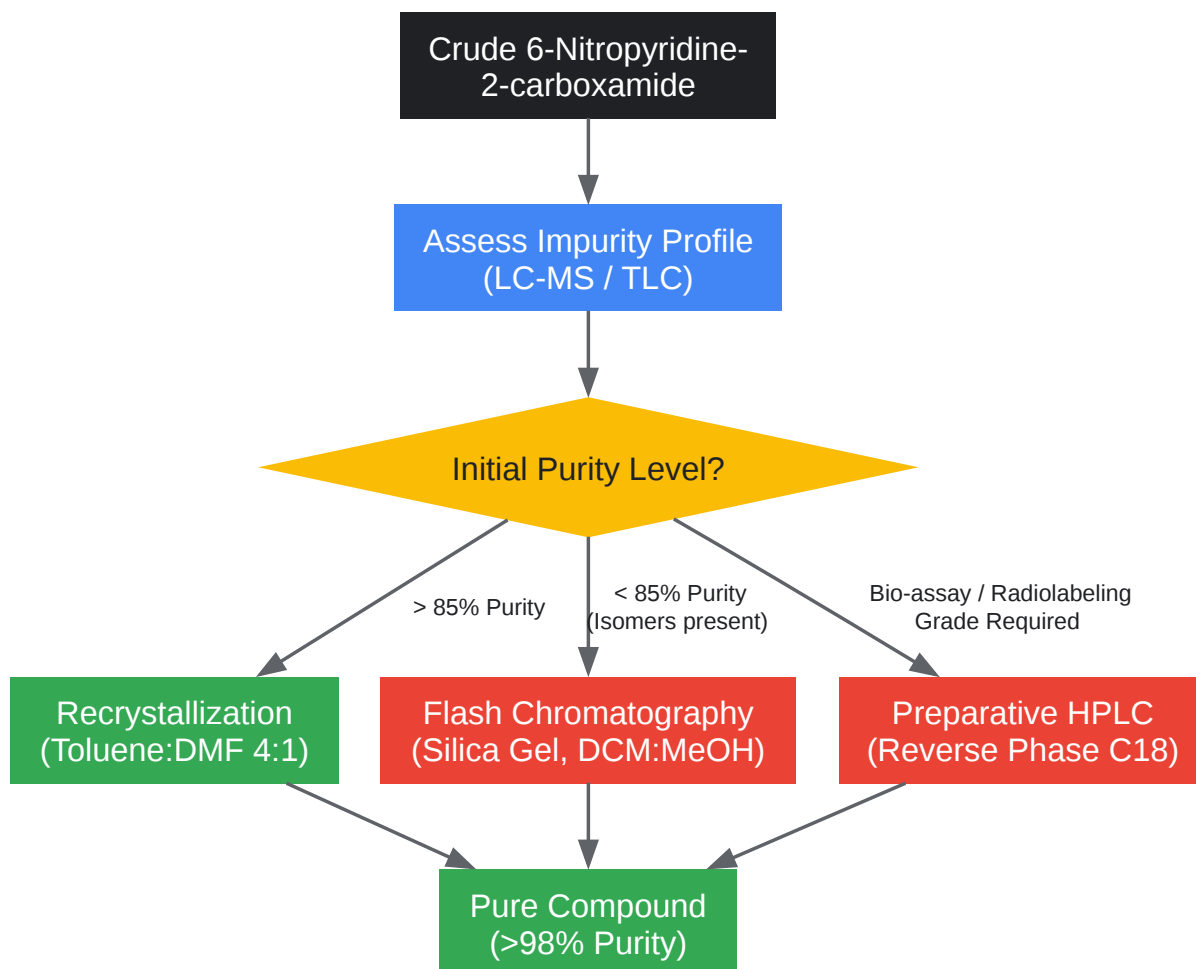 Crude 6-Nitropyridine-
2-carboxamide
Assess Impurity Profile
(LC-MS / TLC)
Initial Purity Level?
> 85% Purity
< 85% Purity
(Isomers present)
Bio-assay / Radiolabeling
Grade Required
Recrystallization
(Toluene:DMF 4:1)
Flash Chromatography
(Silica Gel, DCM:MeOH)
Preparative HPLC
(Reverse Phase C18)
Pure Compound
(>98% Purity)